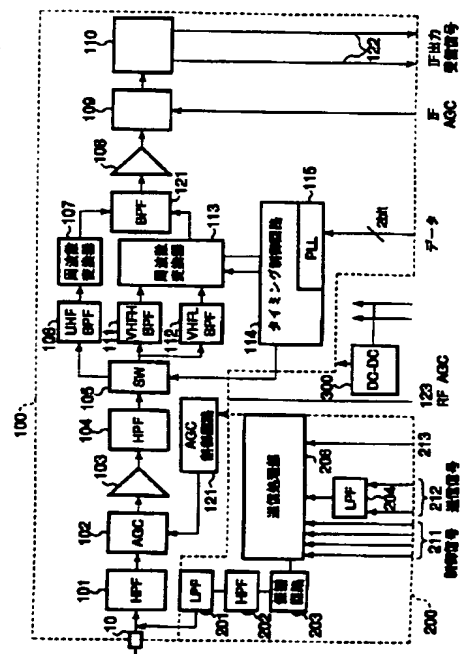 100
10
101
HPF
102
AGC
103
104
HPF
105
SW
106
UHF
BPF
107
周波数
変換器
111
VHFH
BPF
112
VHFL
BPF
113
周波数
変換器
121
BPF
108
109
110
122
IF出力
受信信号
IF
AGC
114
タイミング制御回路
115
PLL
2bit
データ
121
AGC
制御回路
300
DC-DC
123
RF AGC
201
LPF
202
HPF
203
回路
206
送信処理部
204
LPF
213
212
送信信号
211
制御信号
200